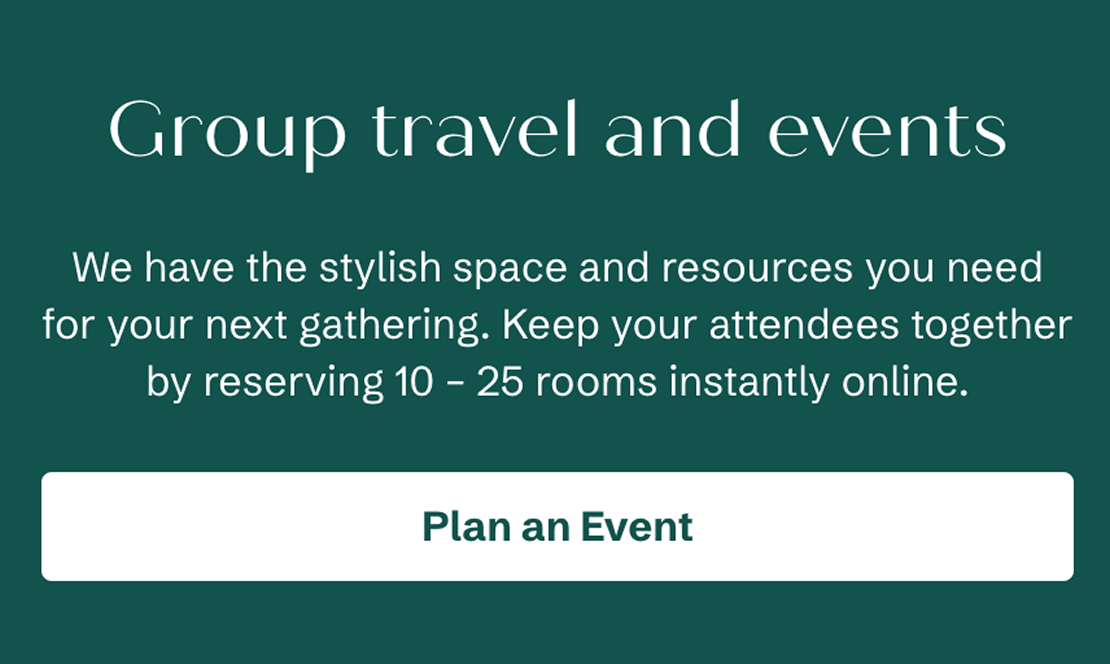 Group travel and events
We have the stylish space and resources you need
for your next gathering. Keep your attendees together
by reserving 10 – 25 rooms instantly online.
Plan an Event